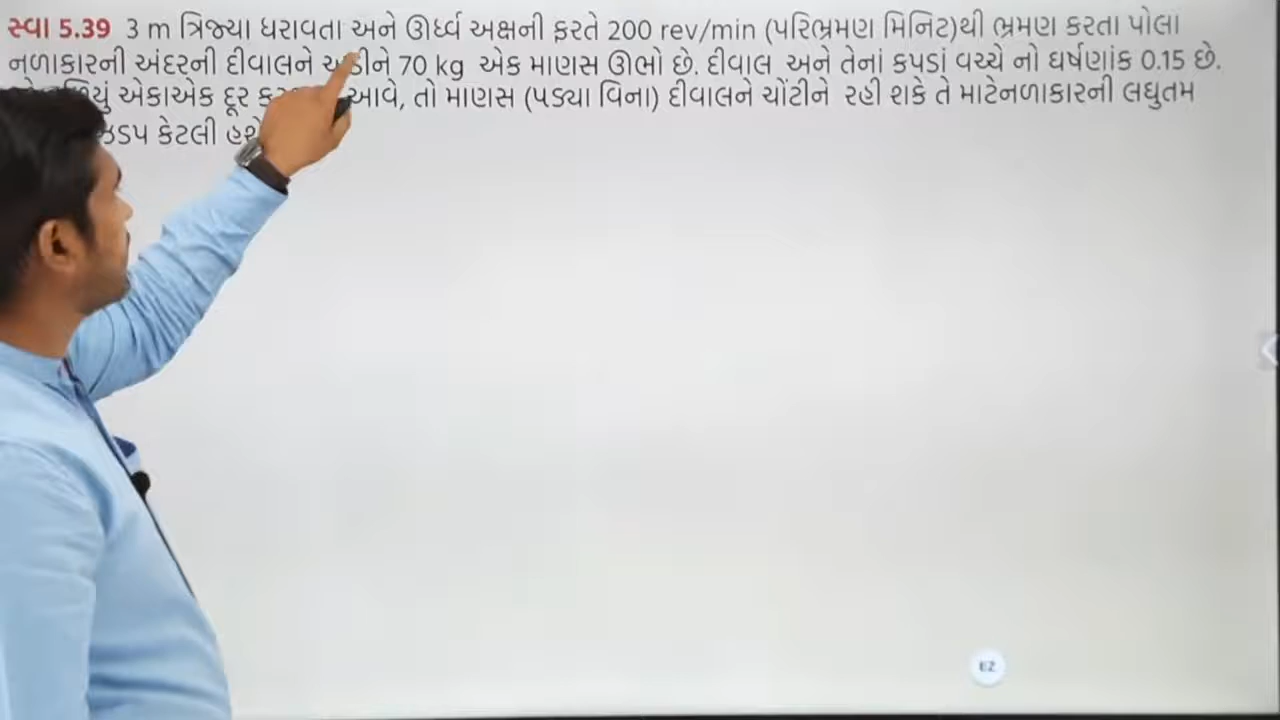 સ્વા 5.39 3 m ત્રિજ્યા ધરાવતા અને ઊર્ધ્વ અક્ષની ફરતે 200 rev/min (પરિભ્રમણ મિનિટ)થી ભ્રમણ કરતા પોલા
નળાકારની અંદરની દીવાલને 70 kg એક માણસ ઊભો છે. દીવાલ અને તેનાં કપડાં વચ્ચે નો ઘર્ષણાંક 0.15 છે.
એકાએક દૂર આવે, તો માણસ (પડ્યા વિના) દીવાલને ચોંટીને રહી શકે તે માટેનળાકારની લઘુતમ
કેટલી
EZ